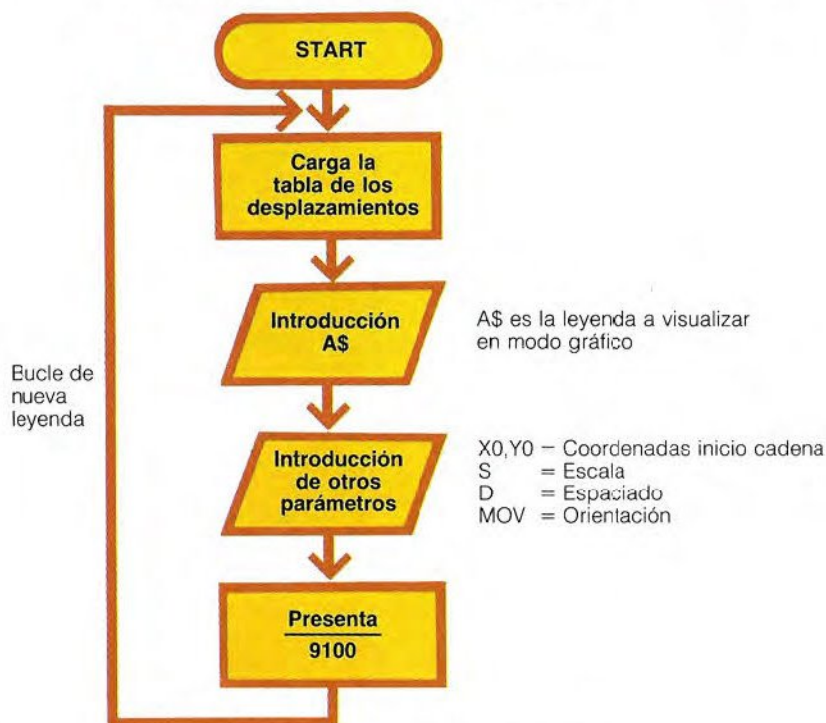 START
Carga la
tabla de los
desplazamientos
Introducción
A$
A$ es la leyenda a visualizar
en modo gráfico
Bucle de
nueva
leyenda
Introducción
de otros
parámetros
X0,Y0 – Coordenadas inicio cadena
S = Escala
D = Espaciado
MOV = Orientación
Presenta
9100